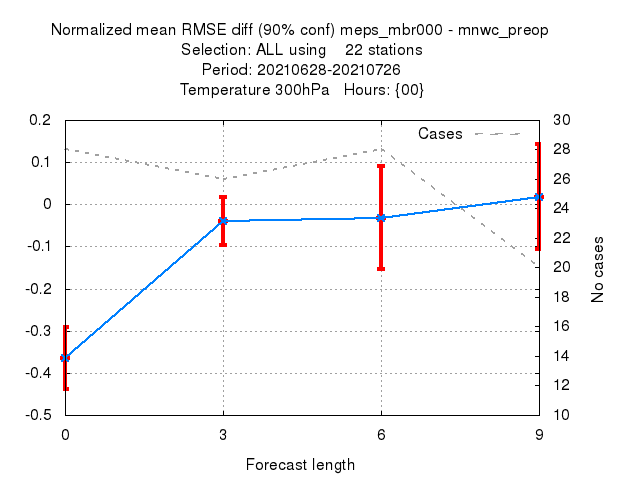 Normalized mean RMSE diff (90% conf) meps_mbr000 - mnwc_preop
Selection: ALL using 22 stations
Period: 20210628-20210726
Temperature 300hPa Hours: {00}
Cases
0.2
0.1
0
-0.1
-0.2
-0.3
-0.4
-0.5
30
28
26
24
22
20
18
16
14
12
10
No cases
0 3 6 9
Forecast length